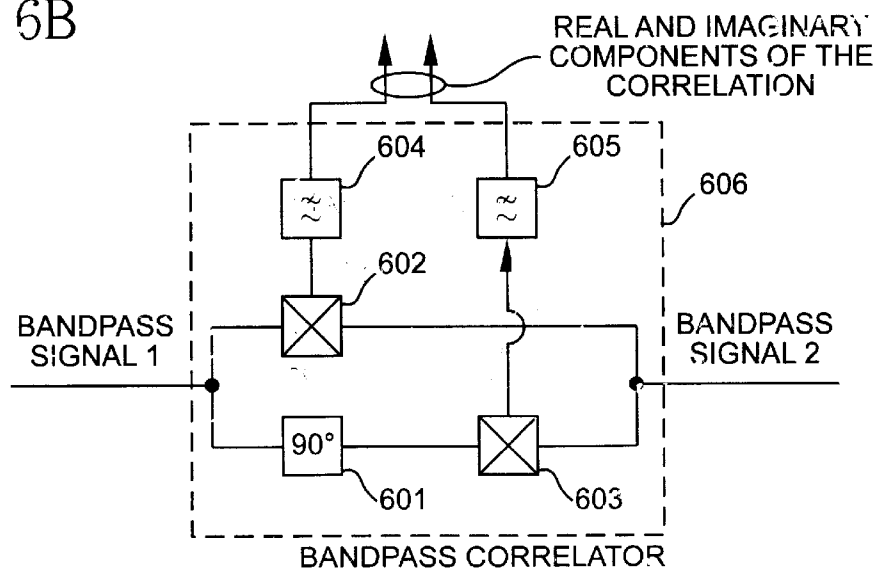 6B
REAL AND IMAGINARY
COMPONENTS OF THE
CORRELATION
604
605
606
602
BANDPASS
SIGNAL 1
BANDPASS
SIGNAL 2
90°
601
603
BANDPASS CORRELATOR